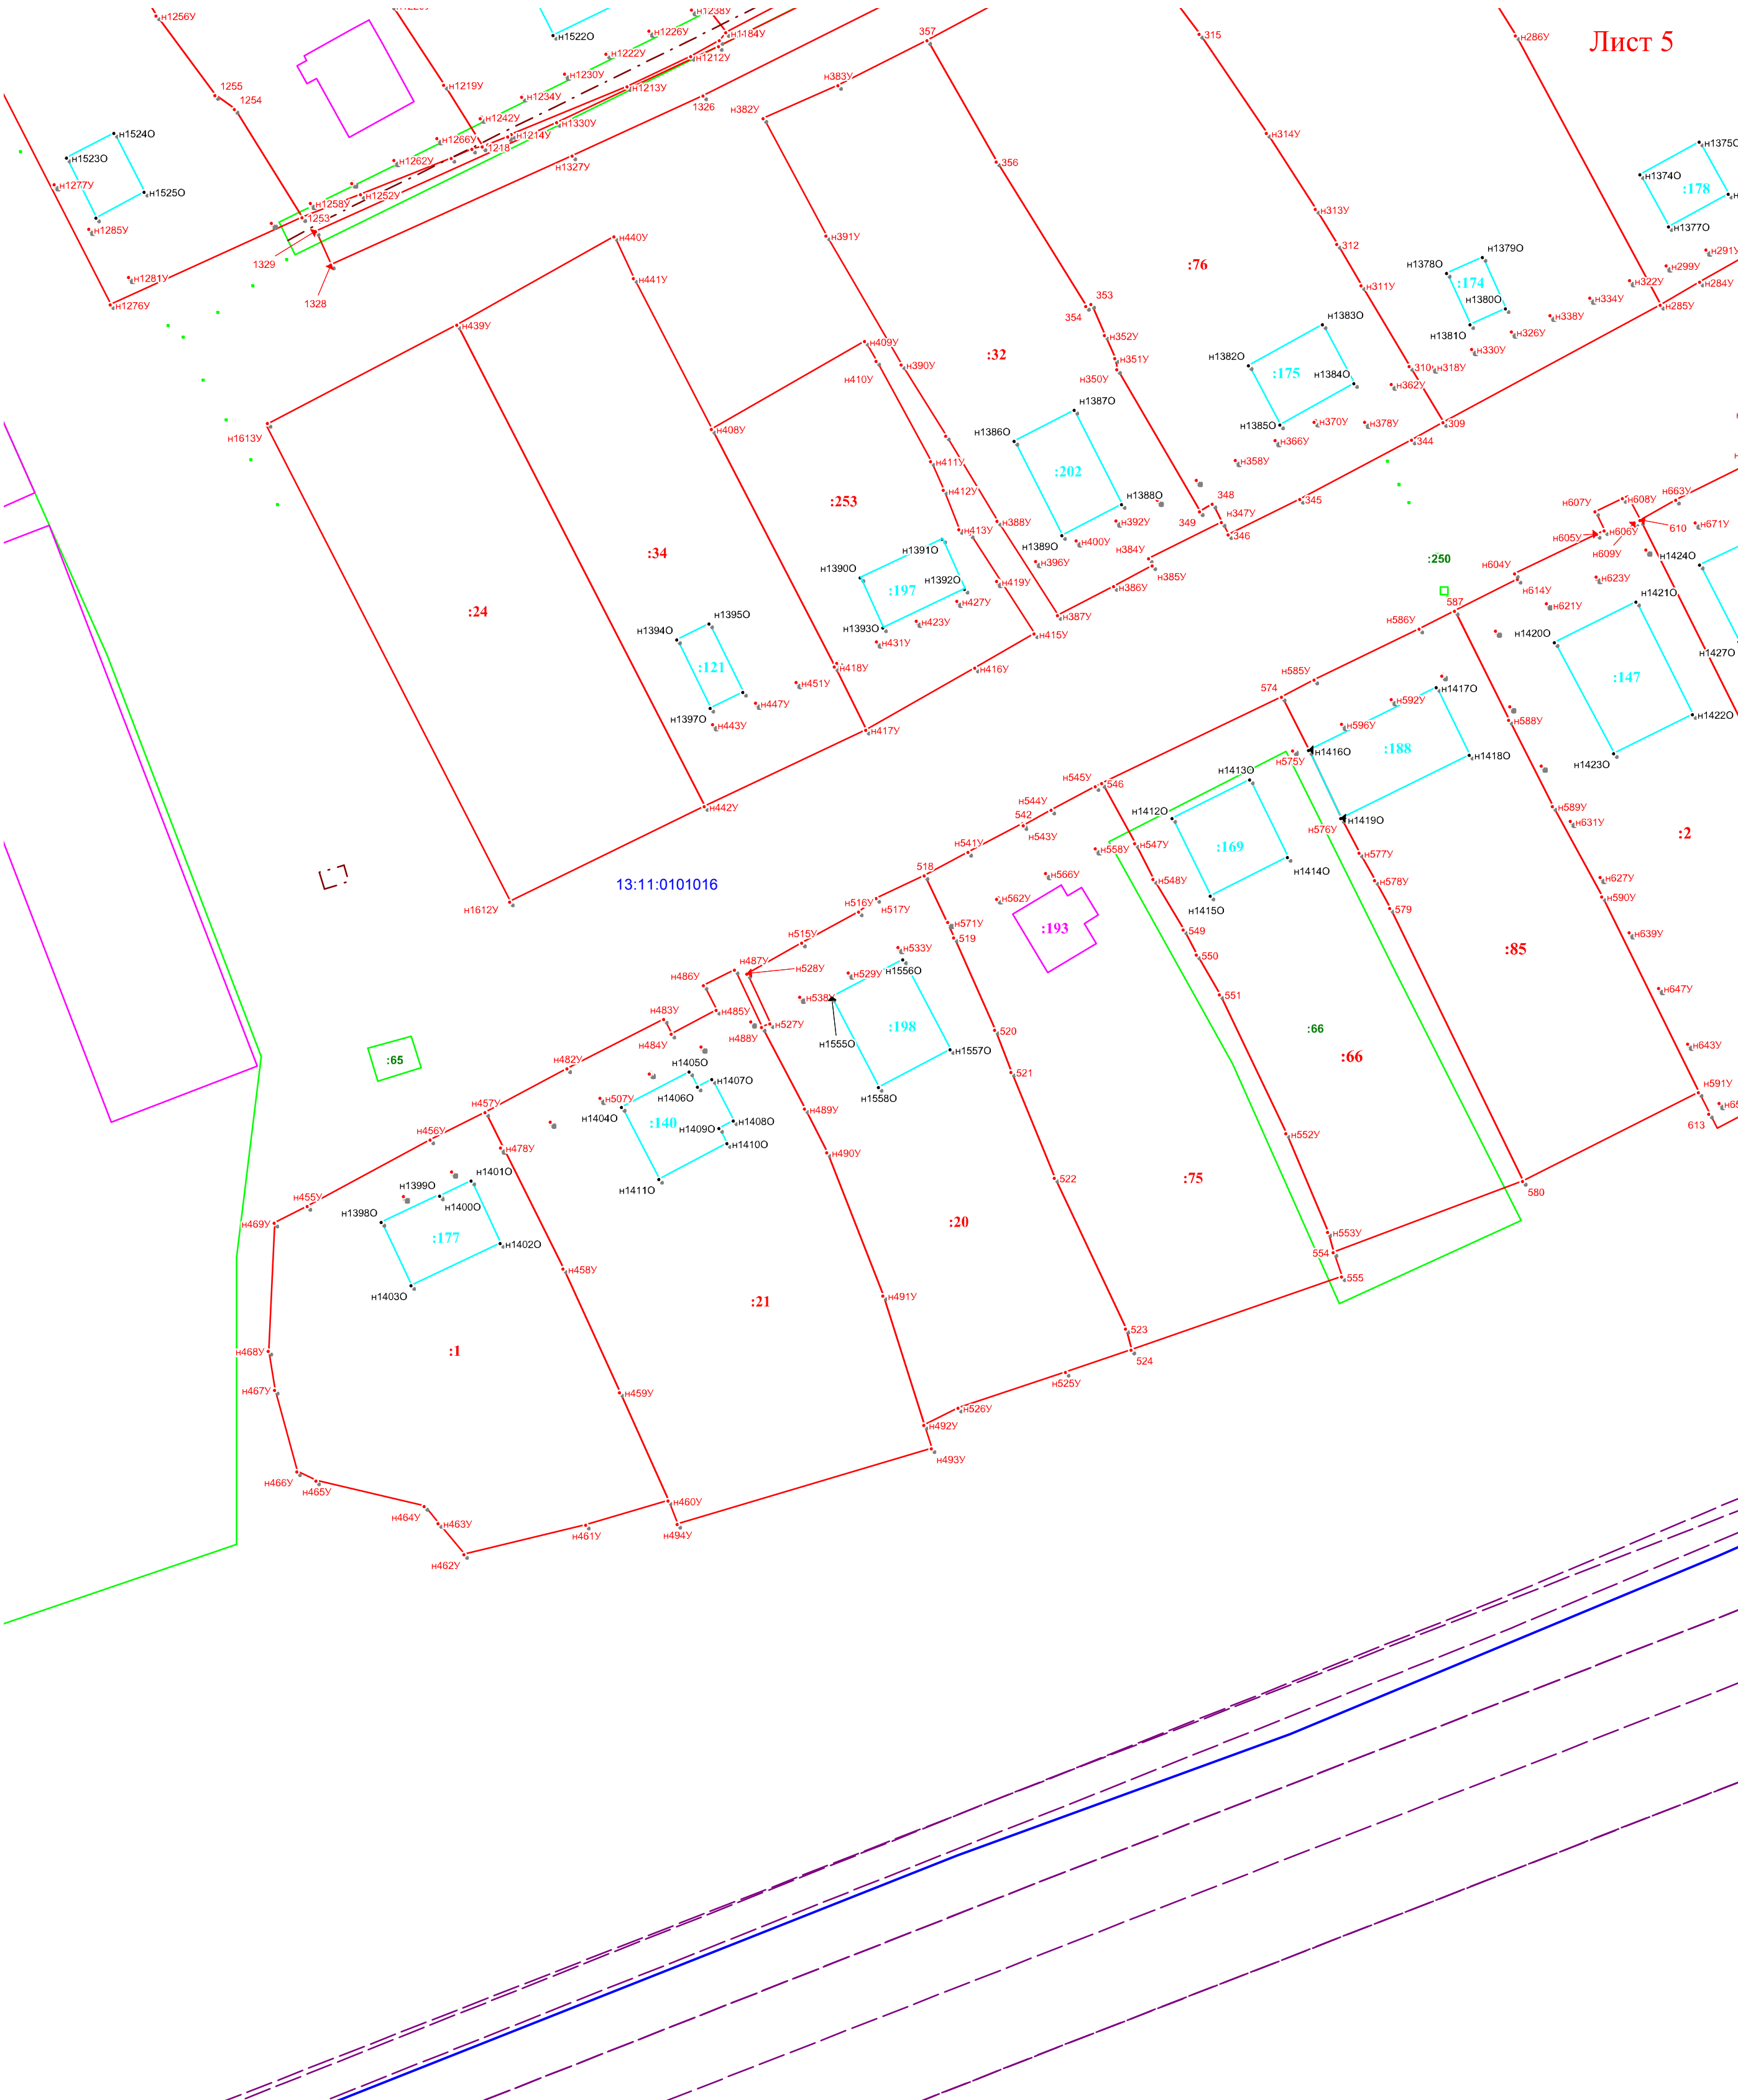 Лист 5
н1256У
н1522О
н1238У
н1226У
н1184У
357
315
н286У
н1222У
н1212У
н1230У
1255
1254
н1219У
н1234У
н1213У
1326
н383У
н382У
н1242У
н1330У
н1524О
н1266У
н1214У
н314У
н1523О
1218
н1262У
н1327У
356
н1374О
:178
н1277У
н1525О
н1258У
н1252У
н313У
н1285У
1253
н440У
н391У
312
н1377О
1329
:76
н1378О
н1379О
н291У
н1281У
н441У
н299У
н1276У
1328
353
354
н311У
:174
н1380О
н322У
н284У
н334У
н285У
н439У
н352У
н1383О
н1381О
н338У
н326У
н409У
:32
н351У
н1382О
н330У
н410У
н390У
н350У
:175
310
н318У
н1384О
н362У
н1387О
н1613У
н408У
н1386О
н1385О
н370У
н378У
309
н366У
344
н411У
:202
н358У
:253
н412У
н1388О
348
345
н607У
н608У
н663У
н388У
н392У
349
н347У
н413У
346
610
н671У
н1391О
н1389О
н400У
н384У
н605У
н606У
:34
н396У
385У
:250
н609У
н1424О
н1390О
н1392О
н419У
н386У
н604У
н623У
:197
н614У
:24
н427У
587
н621У
н1421О
н1395О
н1393О
н423У
н387У
н586У
н1420О
н1394О
н431У
н415У
н1427О
:121
н418У
н416У
н585У
:147
н451У
574
н1417О
н447У
н592У
н1397О
н443У
н417У
н596У
н588У
н1422О
н1416О
:188
н1418О
н1423О
н575У
н545У
546
н1413О
н442У
н544У
н1412О
н589У
542
н543У
н576У
н1419О
н631У
:2
н541У
н547У
:169
13:11:0101016
518
н558У
н577У
н566У
н548У
н1414О
н578У
н627У
н1612У
н516У
н517У
н562У
н1415О
н590У
579
н571У
:193
н515У
519
549
н639У
н533У
:85
н487У
н528У
н1556О
550
н486У
н529У
н538У
551
н647У
н483У
н485У
н527У
:198
520
:66
н484У
н488У
н1555О
н1557О
:66
н643У
:65
н482У
н1405О
521
н1407О
н1406О
н1558О
н591У
н507У
н457У
н1404О
н489У
613
:140
н1408О
н1409О
н456У
н1410О
н552У
н478У
н490У
:75
н1401О
н1411О
522
580
н1399О
н455У
н1400О
н469У
н1398О
:20
:177
н1402О
н553У
554
н458У
555
н1403О
:21
н491У
523
:1
н468У
524
н467У
н459У
н525У
н526У
н492У
н493У
н466У
н465У
н460У
н464У
н463У
н461У
н494У
н462У